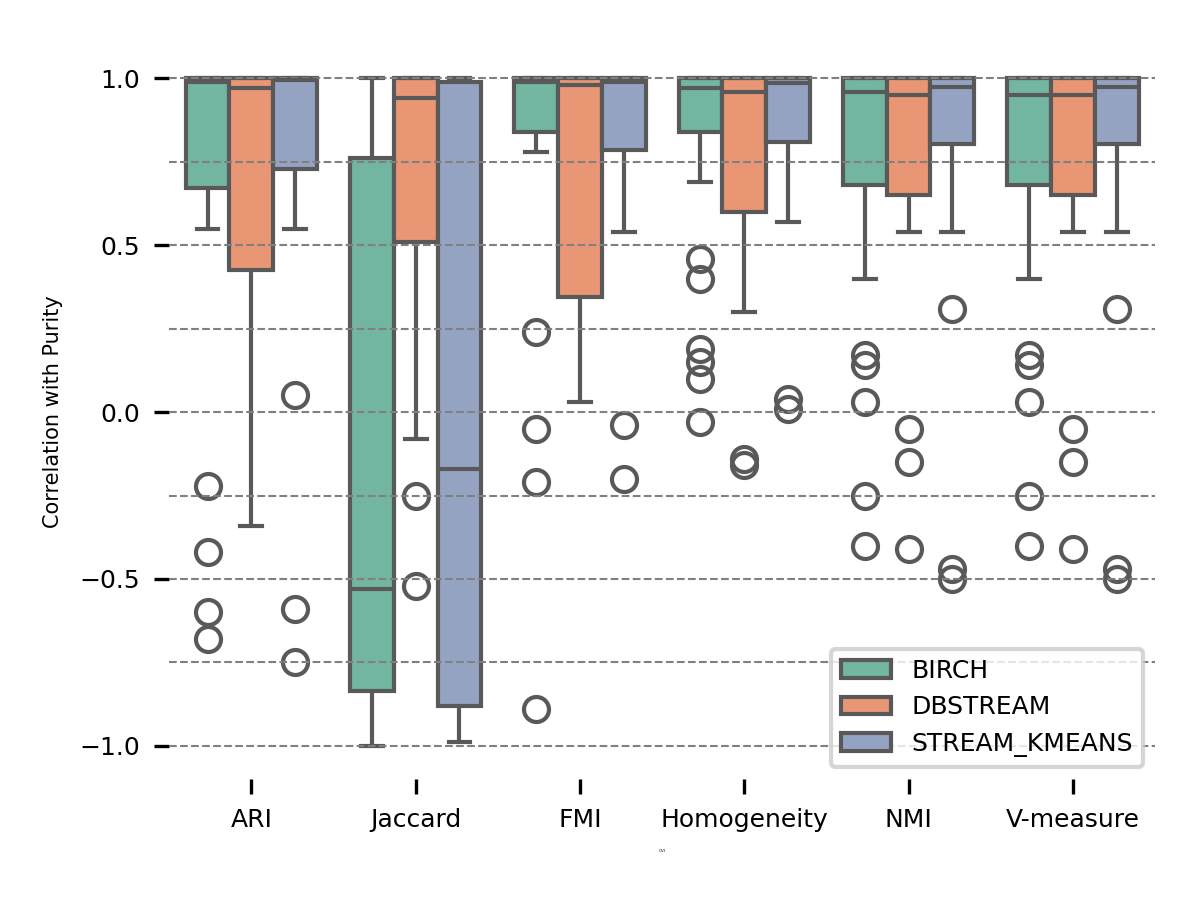 1.0
0.5
0.0
−0.5
−1.0
Correlation with Purity
ARI
Jaccard
FMI
Homogeneity
NMI
V-measure
BIRCH
DBSTREAM
STREAM_KMEANS